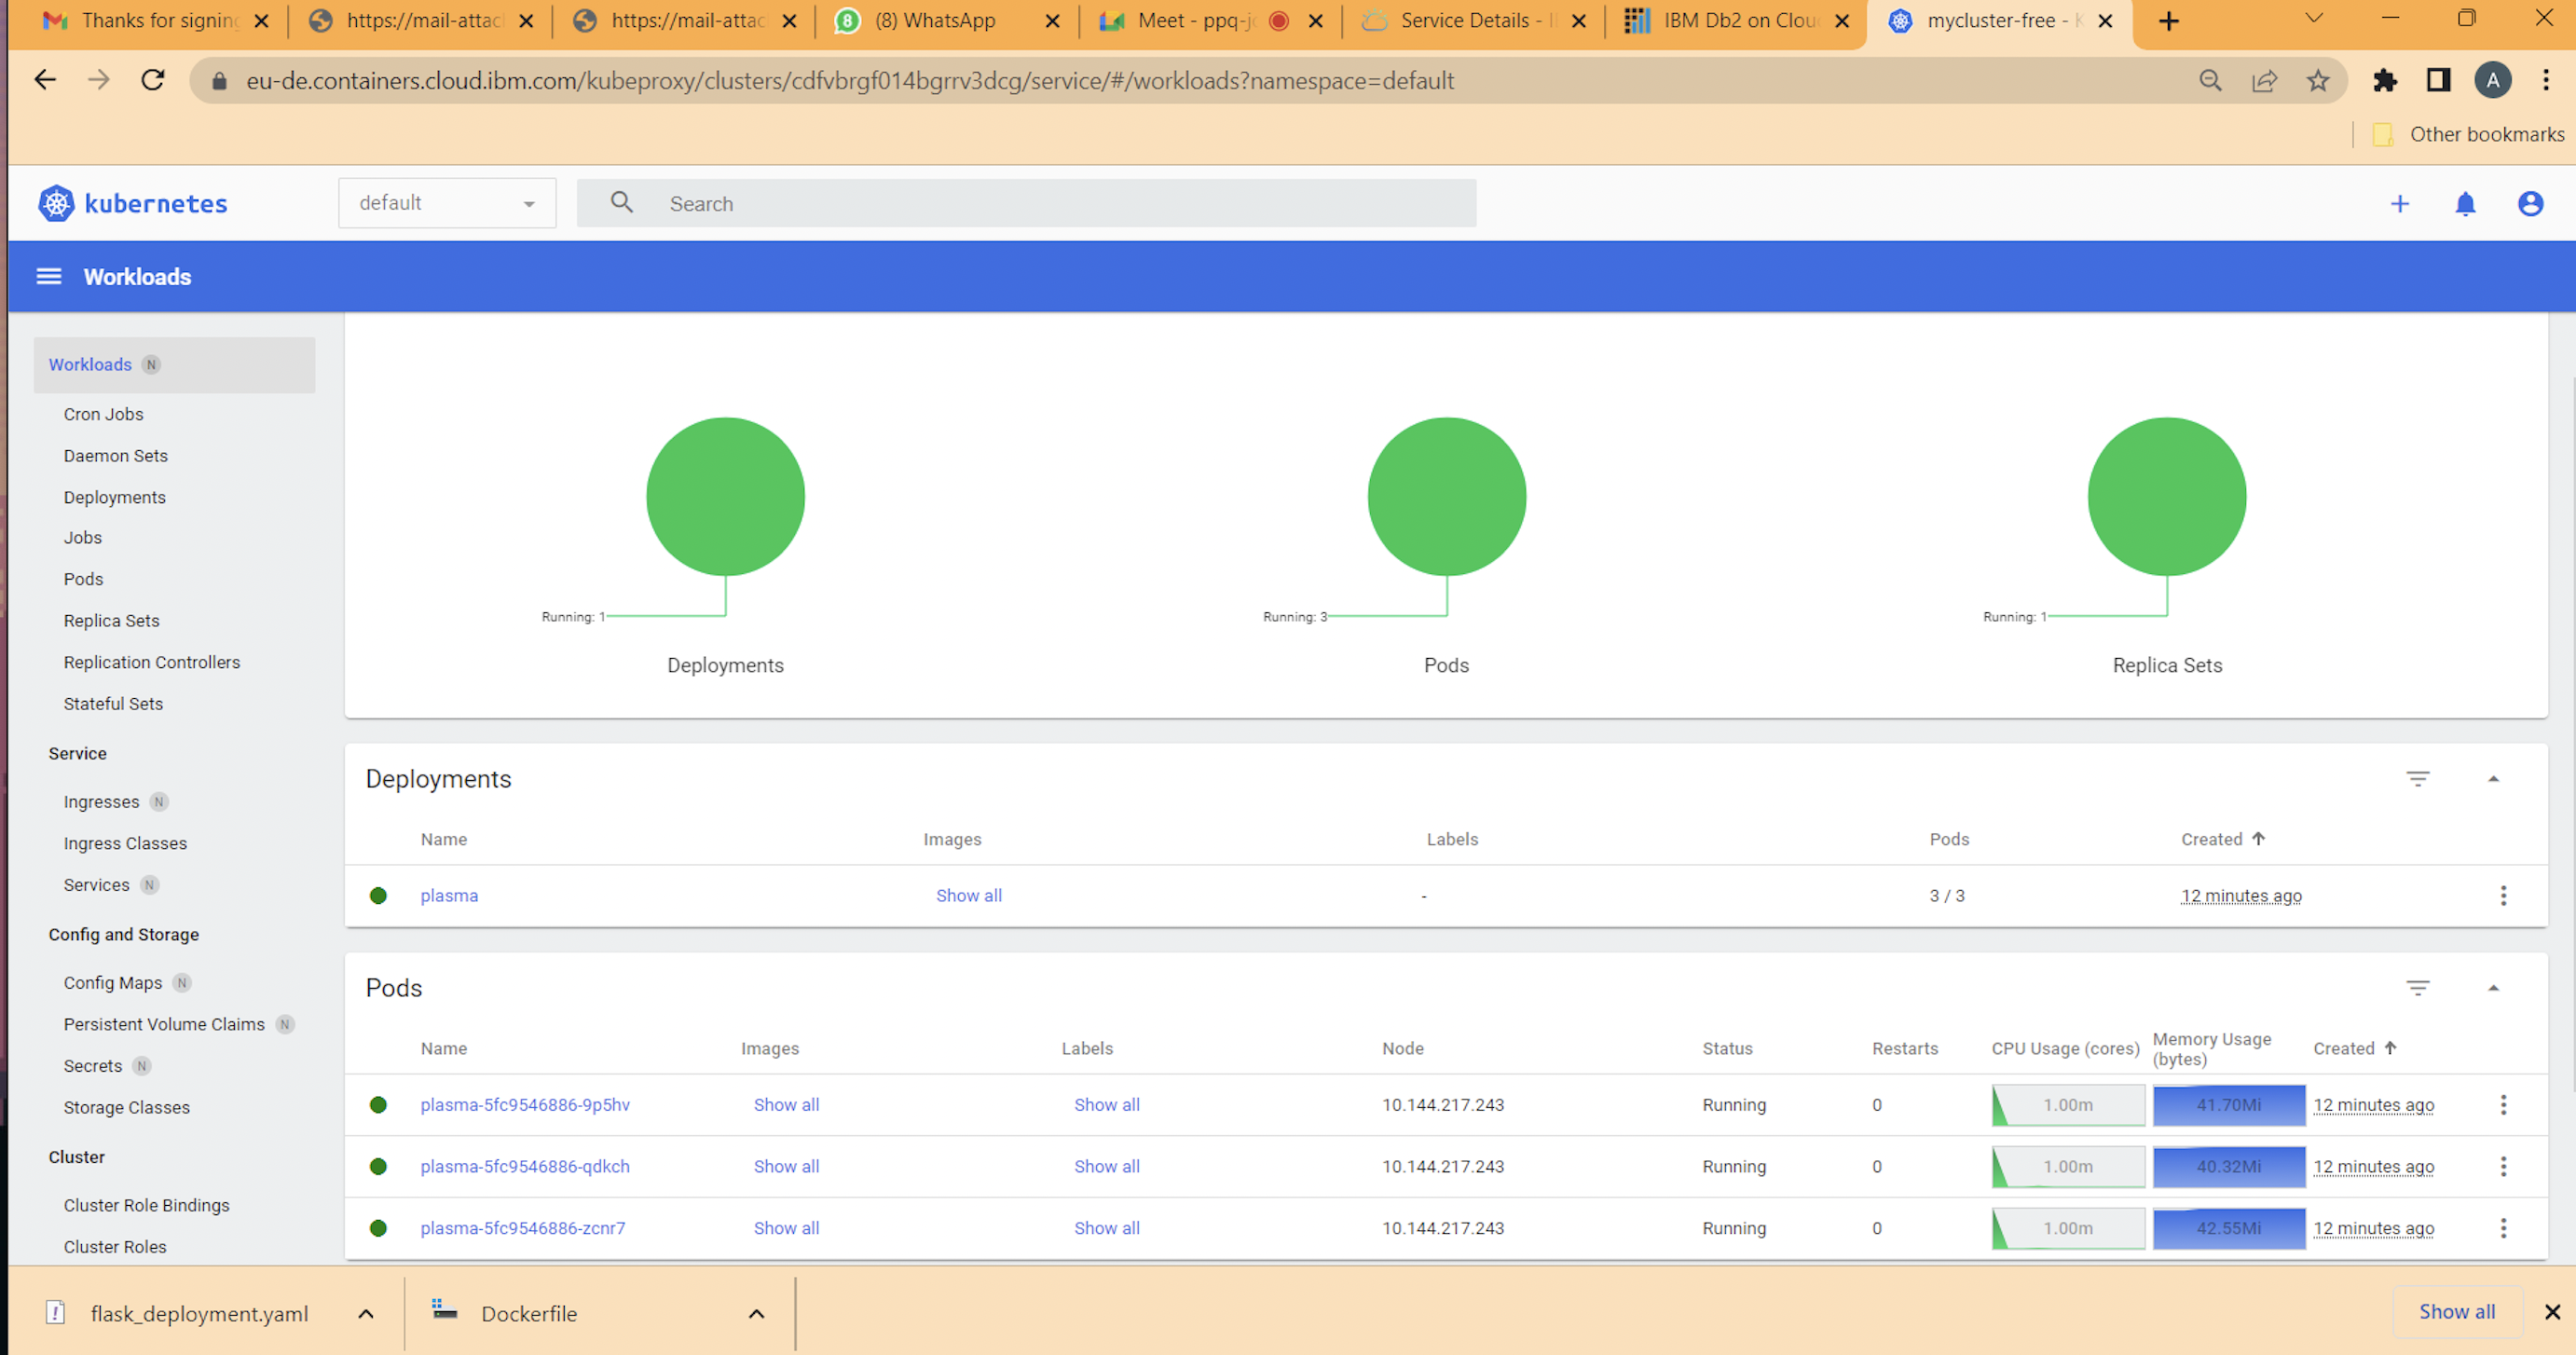 Thanks for signing
https://mail-attac
https://mail-attac
8 (8) WhatsApp
Meet - ppq-jc
Service Details - I
IBM Db2 on Clou
mycluster-free - K
eu-de.containers.cloud.ibm.com/kubeproxy/clusters/cdfvbrgf014bgrrv3dcg/service/#/workloads?namespace=default
A
Other bookmarks
kubernetes
default
Search
Workloads
Workloads N
Cron Jobs
Daemon Sets
Deployments
Jobs
Pods
Replica Sets
Replication Controllers
Stateful Sets
Service
Ingresses N
Ingress Classes
Services N
Config and Storage
Config Maps N
Persistent Volume Claims N
Secrets N
Storage Classes
Cluster
Cluster Role Bindings
Cluster Roles
Running: 1
Deployments
Running: 3
Pods
Running: 1
Replica Sets
Deployments
Name Images Labels Pods Created
plasma Show all - 3 / 3 12 minutes ago
Pods
Name Images Labels Node Status Restarts CPU Usage (cores) Memory Usage (bytes) Created
plasma-5fc9546886-9p5hv Show all Show all 10.144.217.243 Running 0 1.00m 41.70Mi 12 minutes ago
plasma-5fc9546886-qdkch Show all Show all 10.144.217.243 Running 0 1.00m 40.32Mi 12 minutes ago
plasma-5fc9546886-zcnr7 Show all Show all 10.144.217.243 Running 0 1.00m 42.55Mi 12 minutes ago
flask_deployment.yaml
Dockerfile
Show all